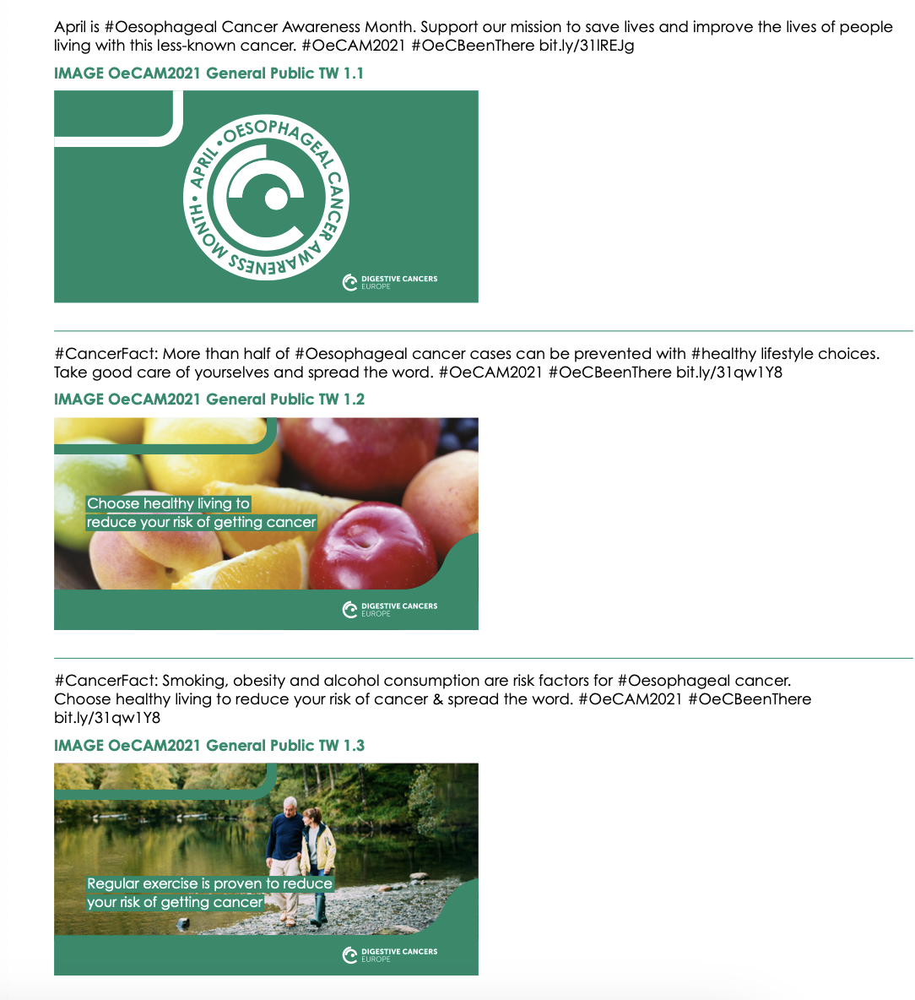 April is #Oesophageal Cancer Awareness Month. Support our mission to save lives and improve the lives of people
living with this less-known cancer. #OeCAM2021 #OeCBeenThere bit.ly/31lREJg
IMAGE OeCAM2021 General Public TW 1.1
• APRIL • OESOPHAGEAL CANCER AWARENESS MONTH
DIGESTIVE CANCERS
EUROPE
#CancerFact: More than half of #Oesophageal cancer cases can be prevented with #healthy lifestyle choices.
Take good care of yourselves and spread the word. #OeCAM2021 #OeCBeenThere bit.ly/31qw1Y8
IMAGE OeCAM2021 General Public TW 1.2
Choose healthy living to
reduce your risk of getting cancer
DIGESTIVE CANCERS
EUROPE
#CancerFact: Smoking, obesity and alcohol consumption are risk factors for #Oesophageal cancer.
Choose healthy living to reduce your risk of cancer & spread the word. #OeCAM2021 #OeCBeenThere
bit.ly/31qw1Y8
IMAGE OeCAM2021 General Public TW 1.3
Regular exercise is proven to reduce
your risk of getting cancer
DIGESTIVE CANCERS
EUROPE